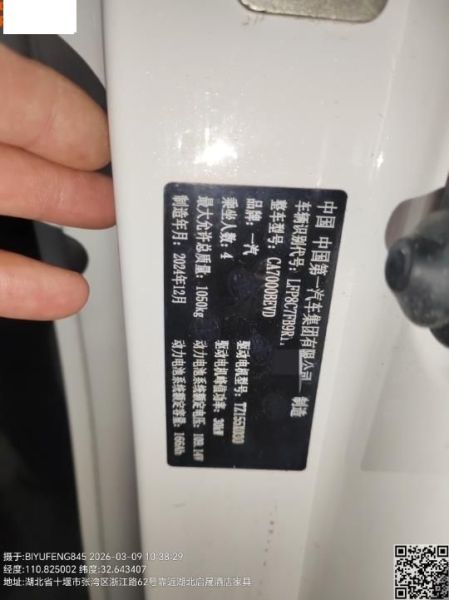 中国 中国第一汽车集团有限公司 制造
车辆识别代号: LFP8C7FB9R1
整车型号: CA7000BEVD
品牌: 一汽
驱动电机型号:
乘坐人数: 4
驱动电机峰值功率: 30kW
最大允许总质量: 1050kg
动力电池系统额定电压:
制造年月: 2024年12月
动力电池系统额定容量: 166Ah
摄于:BIYUFENG845 2026-03-09 10:38:29
经度:110.825002 纬度:32.643407
地址:湖北省十堰市张湾区浙江路62号靠近湖北启晟酒店家具